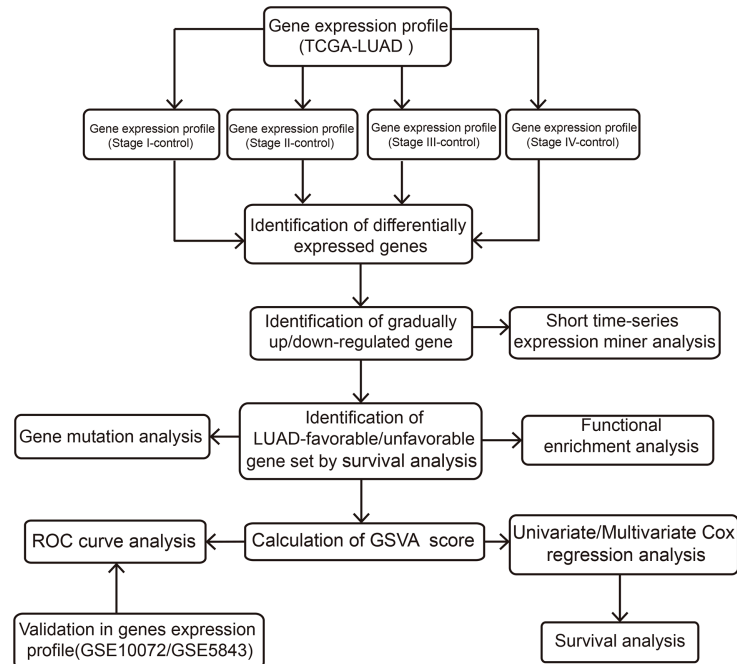 Gene expression profile
(TCGA-LUAD )
Gene expression profile
(Stage I-control)
Gene expression profile
(Stage II-control)
Gene expression profile
(Stage III-control)
Gene expression profile
(Stage IV-control)
Identification of differentially
expressed genes
Identification of gradually
up/down-regulated gene
Short time-series
expression miner analysis
Gene mutation analysis
Identification of
LUAD-favorable/unfavorable
gene set by survival analysis
Functional
enrichment analysis
ROC curve analysis
Calculation of GSVA score
Univariate/Multivariate Cox
regression analysis
Validation in genes expression
profile(GSE10072/GSE5843)
Survival analysis